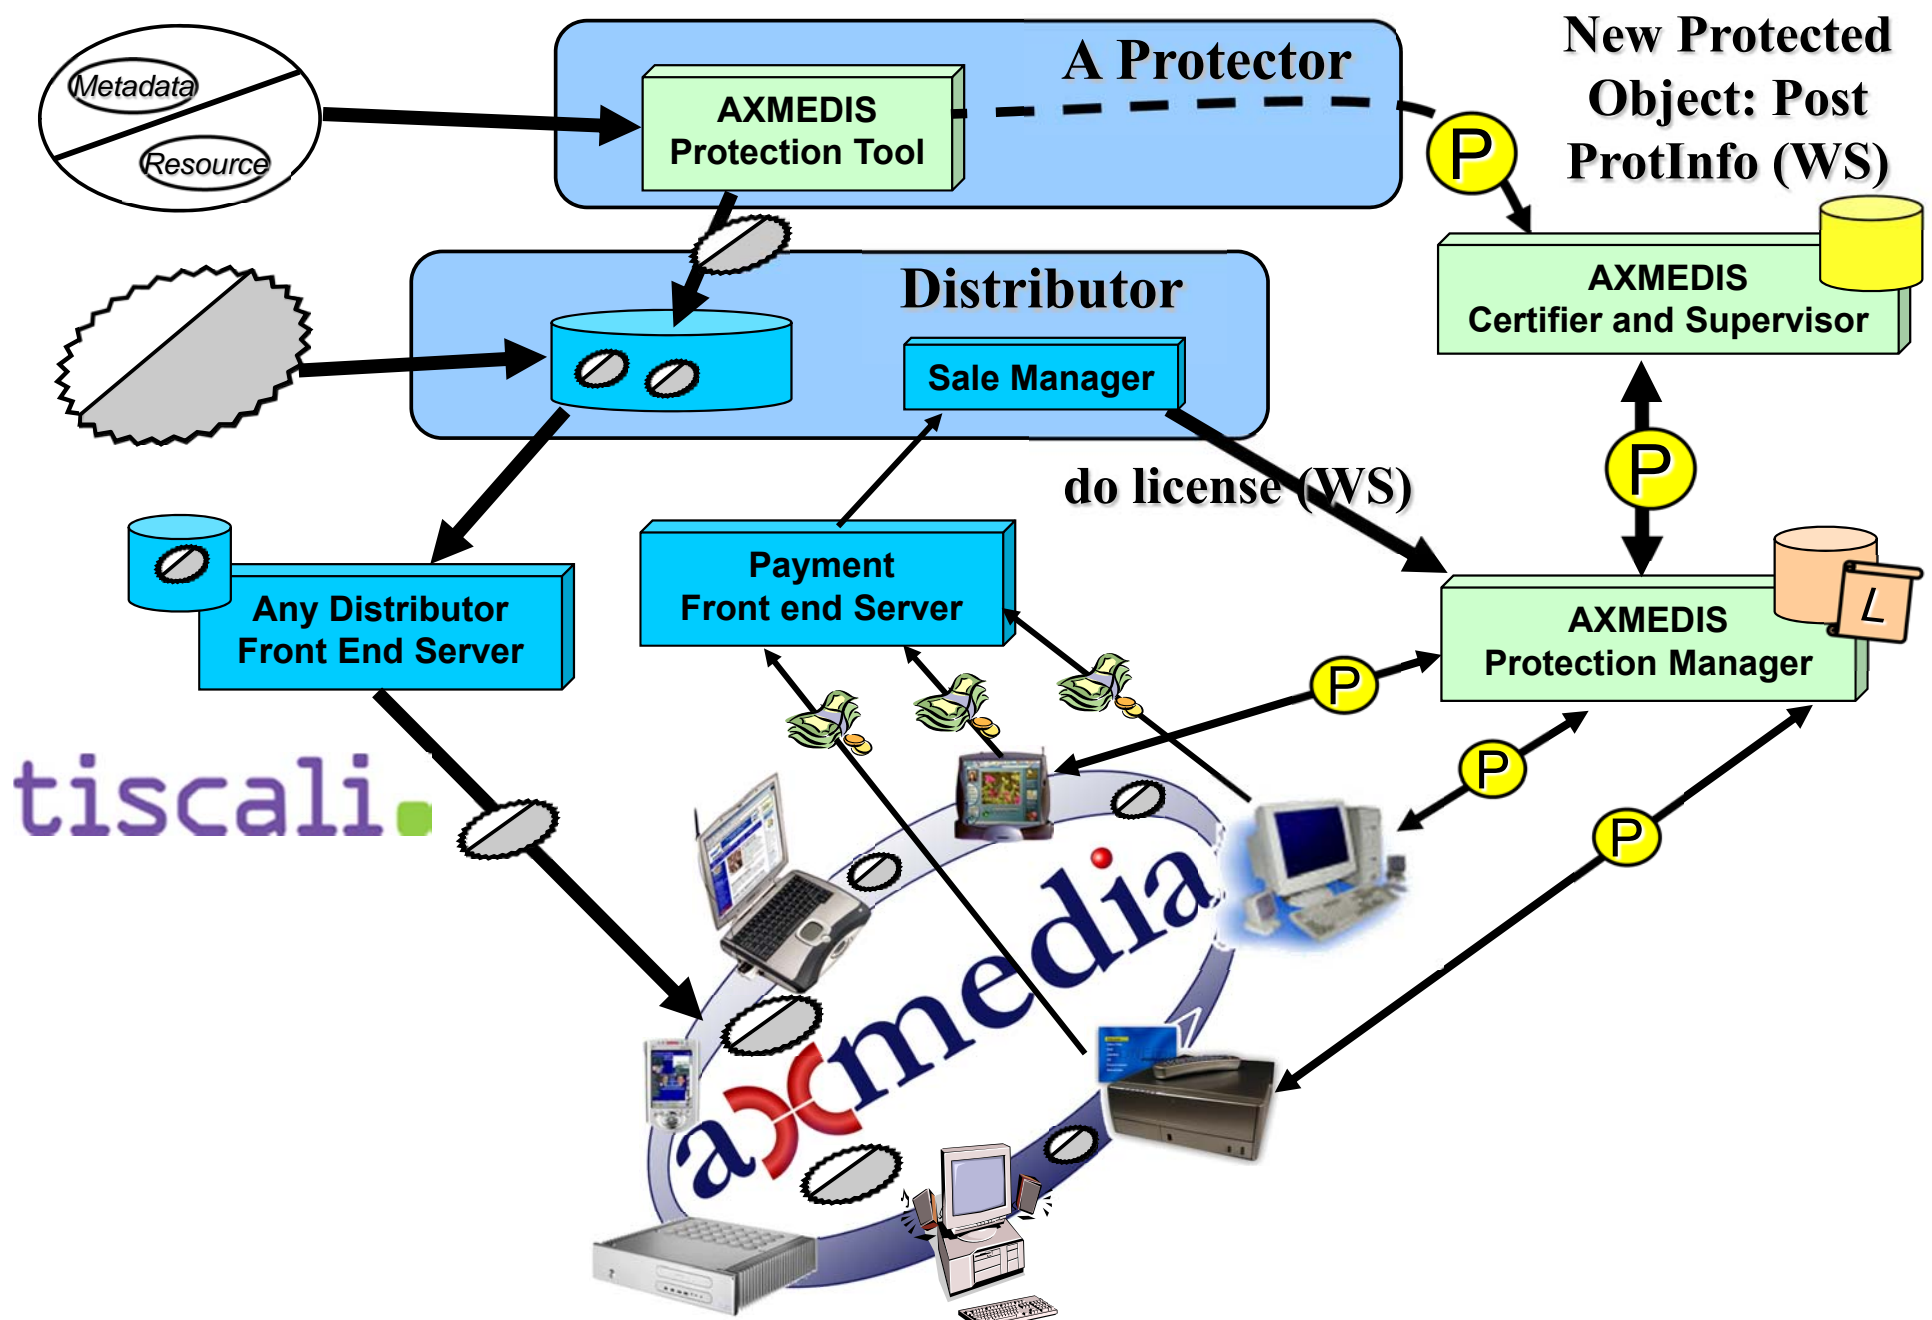 A Protector
New Protected
Object: Post
ProtInfo (WS)
Metadata
Resource
AXMEDIS
Protection Tool
P
Distributor
AXMEDIS
Certifier and Supervisor
Sale Manager
do license (WS)
P
Payment
Front end Server
Any Distributor
Front End Server
AXMEDIS
Protection Manager
L
P
P
P
tiscali.
axmedia